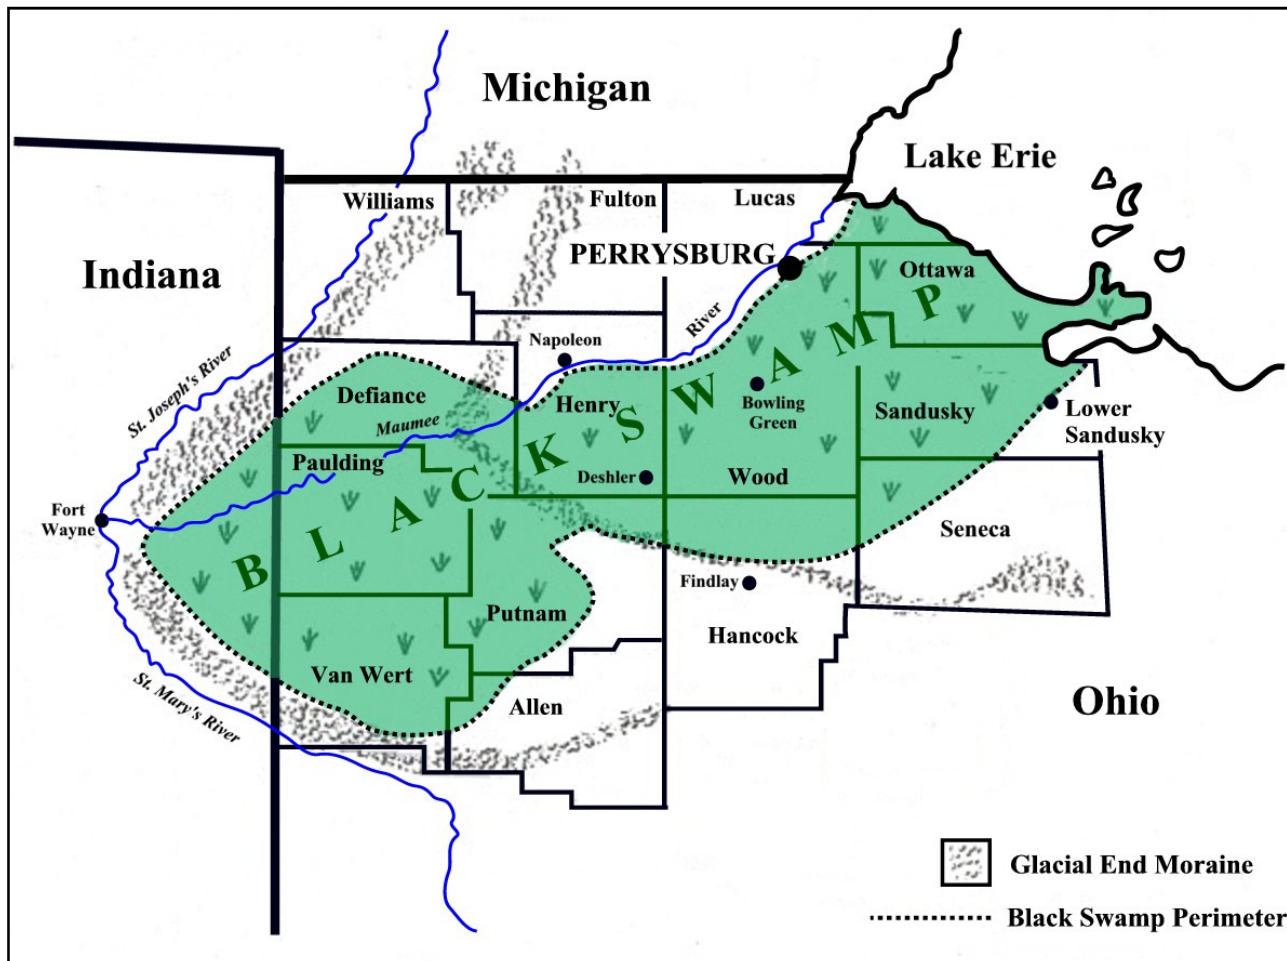 Michigan
Lake Erie
Williams
Fulton
Lucas
PERRYSBURG
Indiana
Ottawa
River
Napoleon
St. Joseph's River
Defiance
Maumee
Henry
Bowling
Green
Sandusky
Lower
Sandusky
Paulding
Deshler
Wood
BLACK SWAMP
Fort
Wayne
Seneca
Findlay
Putnam
Hancock
Van Wert
Allen
St. Mary's River
Ohio
Glacial End Moraine
Black Swamp Perimeter